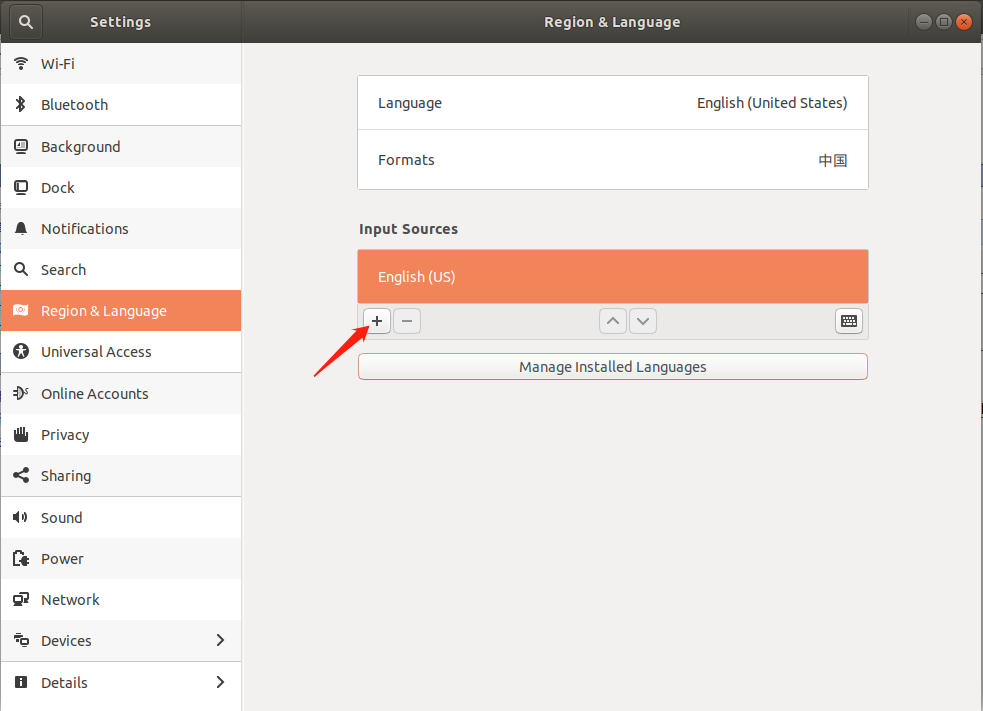 Settings
Region & Language
Wi-Fi
Bluetooth
Background
Dock
Notifications
Search
Region & Language
Universal Access
Online Accounts
Privacy
Sharing
Sound
Power
Network
Devices
Details
Language English (United States)
Formats 中国
Input Sources
English (US)
Manage Installed Languages